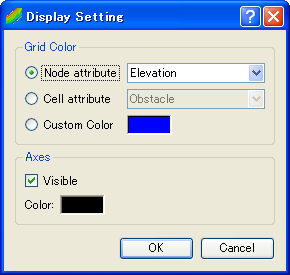 Display Setting
Grid Color
Node attribute Elevation
Cell attribute Obstacle
Custom Color
Axes
Visible
Color:
OK Cancel